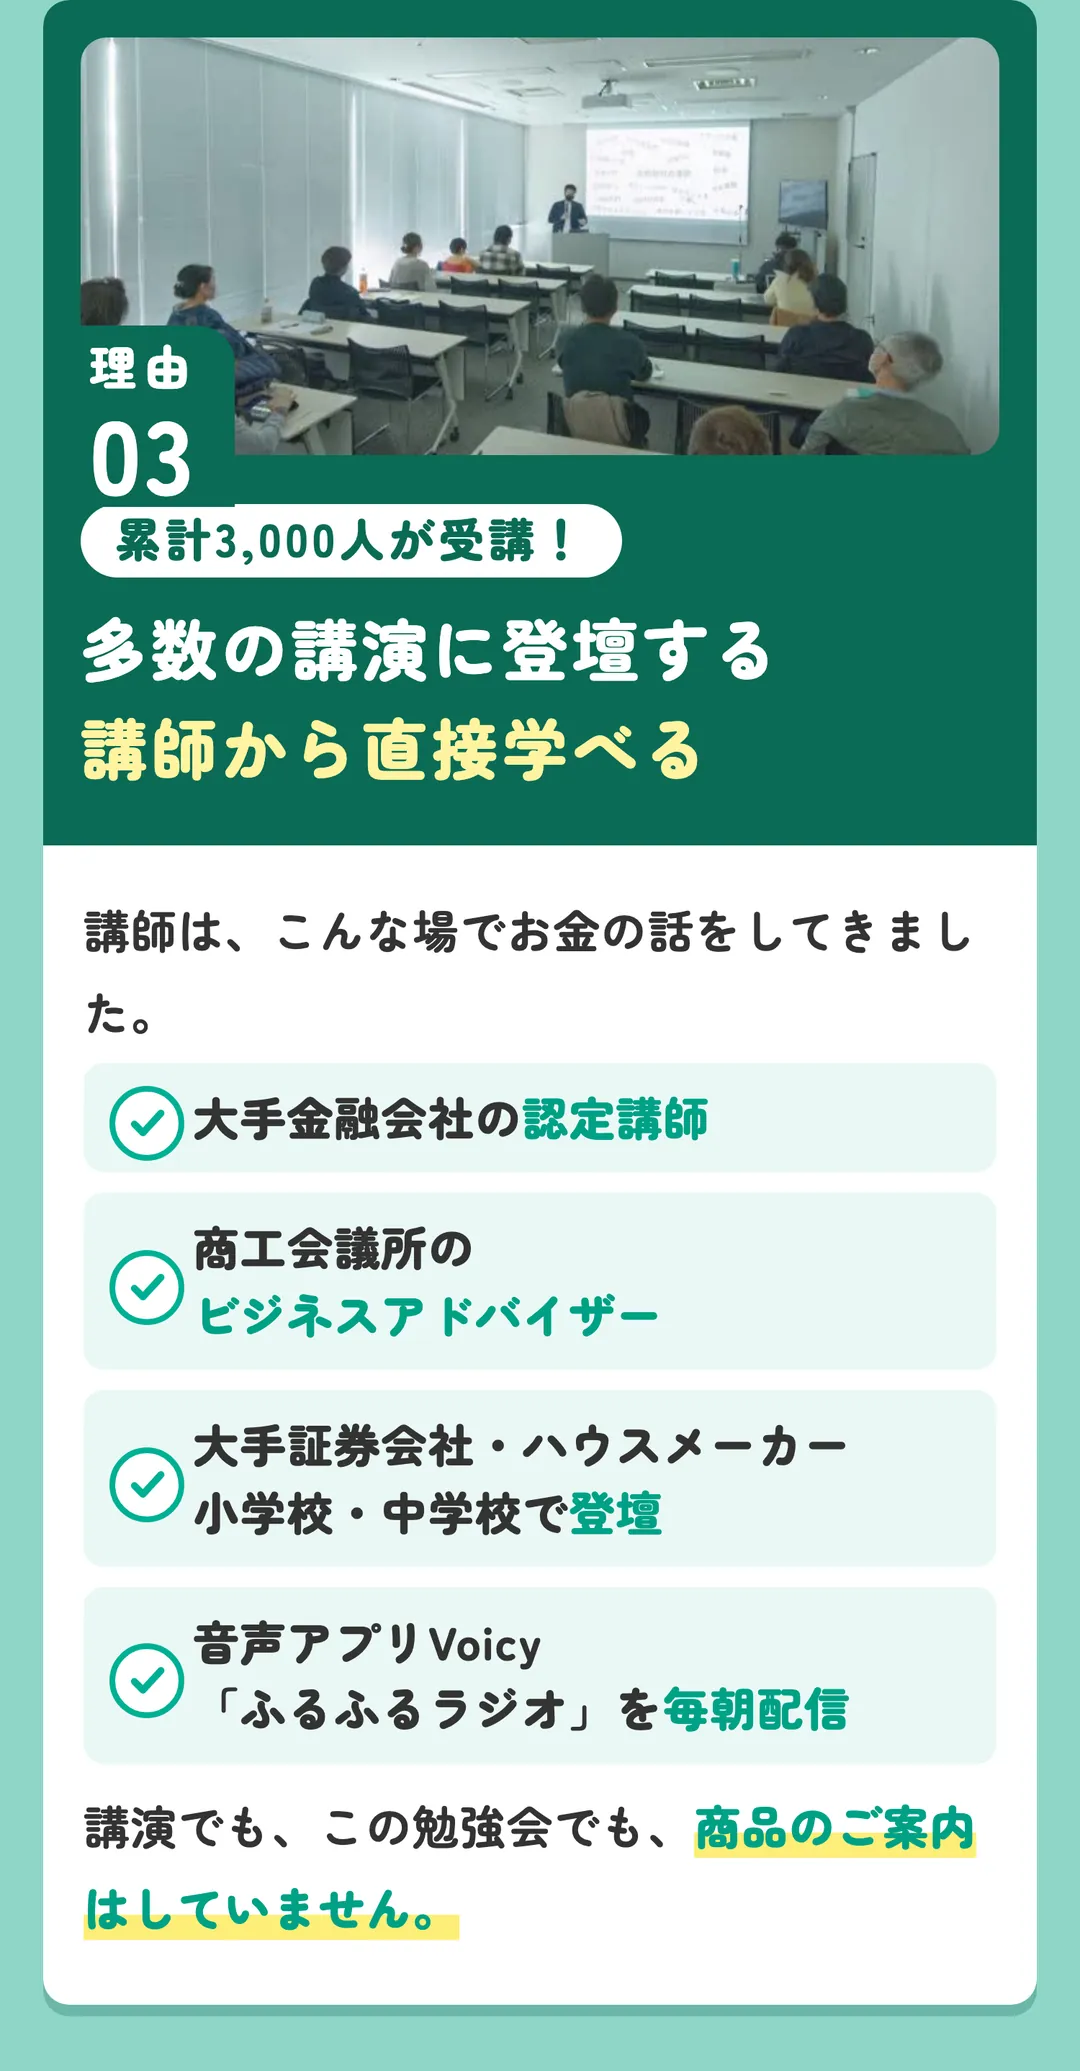 理由
03
累計3,000人が受講！
多数の講演に登壇する
講師から直接学べる
講師は、こんな場でお金の話をしてきまし
た。
大手金融会社の認定講師
商工会議所の
ビジネスアドバイザー
大手証券会社・ハウスメーカー
小学校・中学校で登壇
音声アプリVoicy
「ふるふるラジオ」を毎朝配信
講演でも、この勉強会でも、商品のご案内
はしていません。